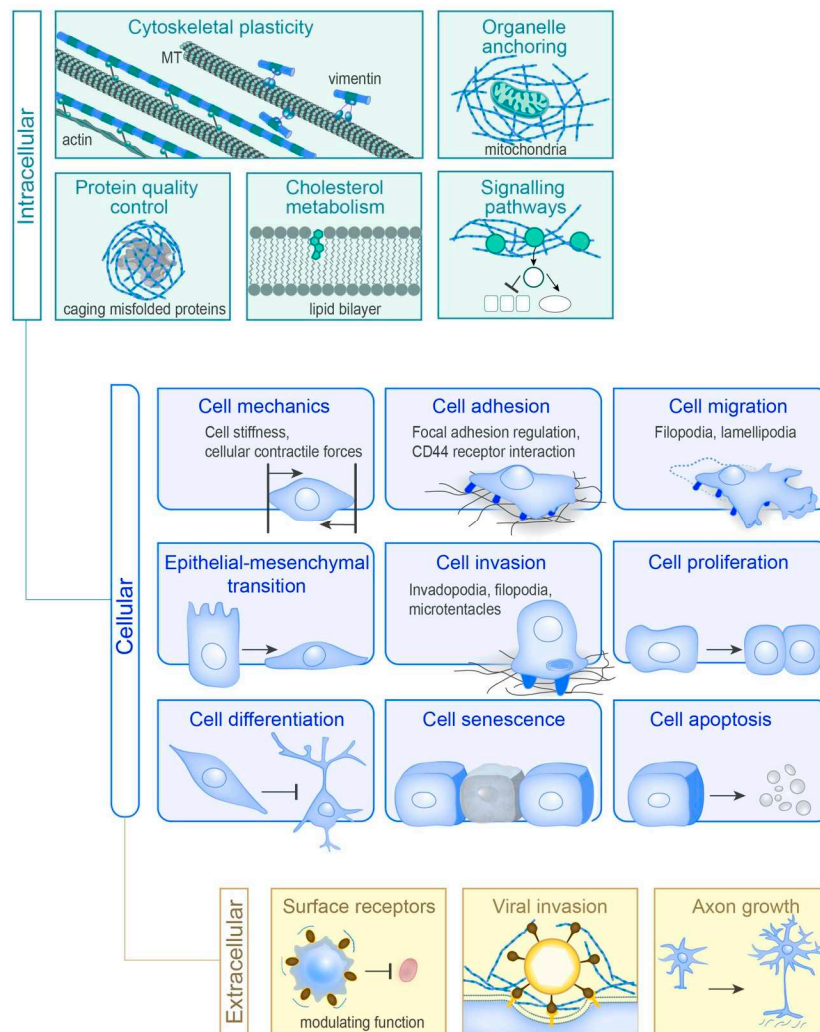 Intracellular
Cytoskeletal plasticity
MT
vimentin
actin
Organelle
anchoring
mitochondria
Protein quality
control
caging misfolded proteins
Cholesterol
metabolism
lipid bilayer
Signalling
pathways
Cellular
Cell mechanics
Cell stiffness,
cellular contractile forces
Cell adhesion
Focal adhesion regulation,
CD44 receptor interaction
Cell migration
Filopodia, lamellipodia
Epithelial-mesenchymal
transition
Cell invasion
Invadopodia, filopodia,
microtentacles
Cell proliferation
Cell differentiation
Cell senescence
Cell apoptosis
Extracellular
Surface receptors
modulating function
Viral invasion
Axon growth